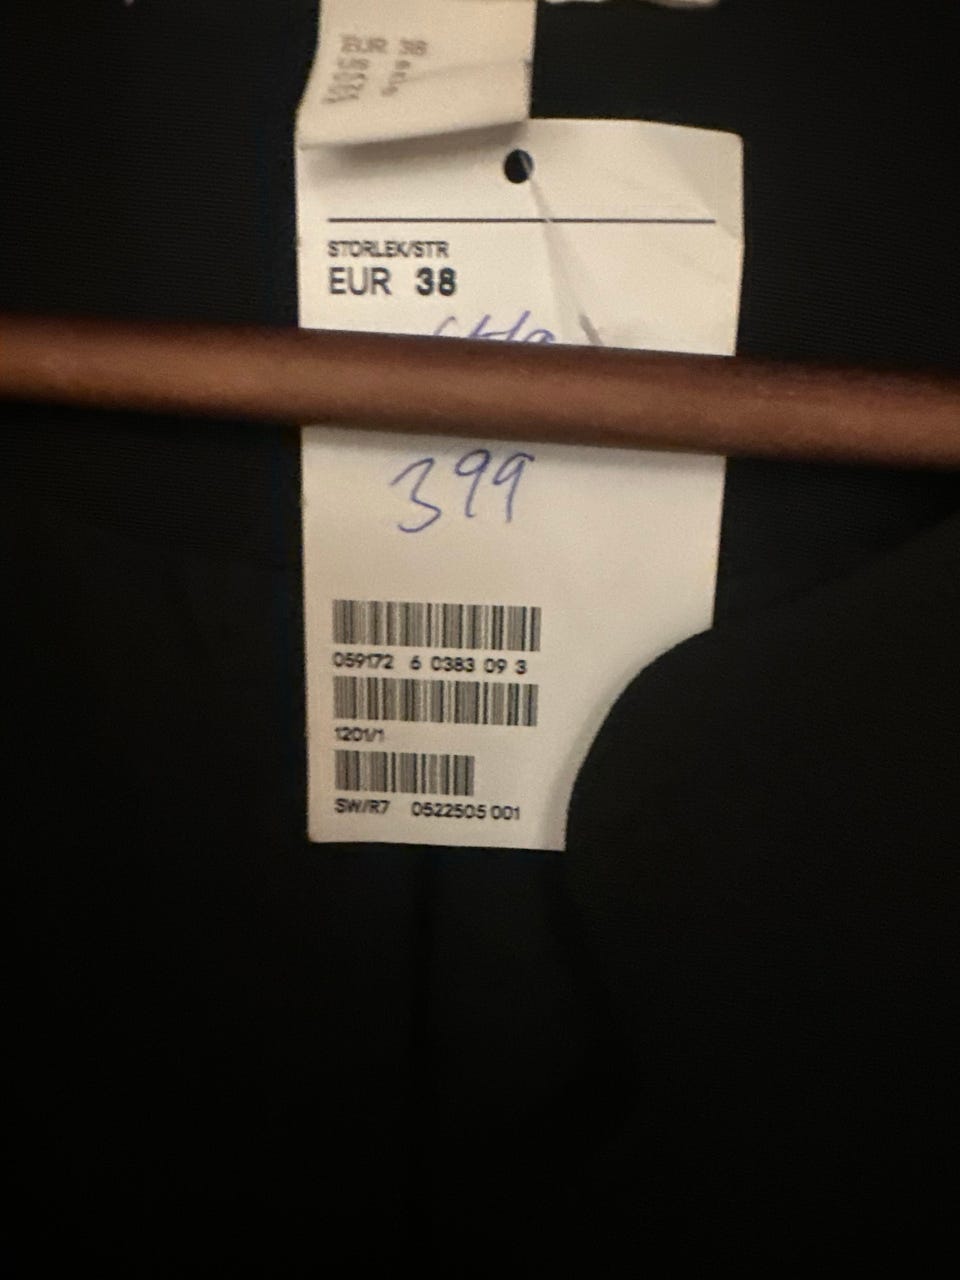 EUR 38
STORLEK/STR
EUR 38
399
059172 6 0383 09 3
1201/1
SW/R7 0522505 001